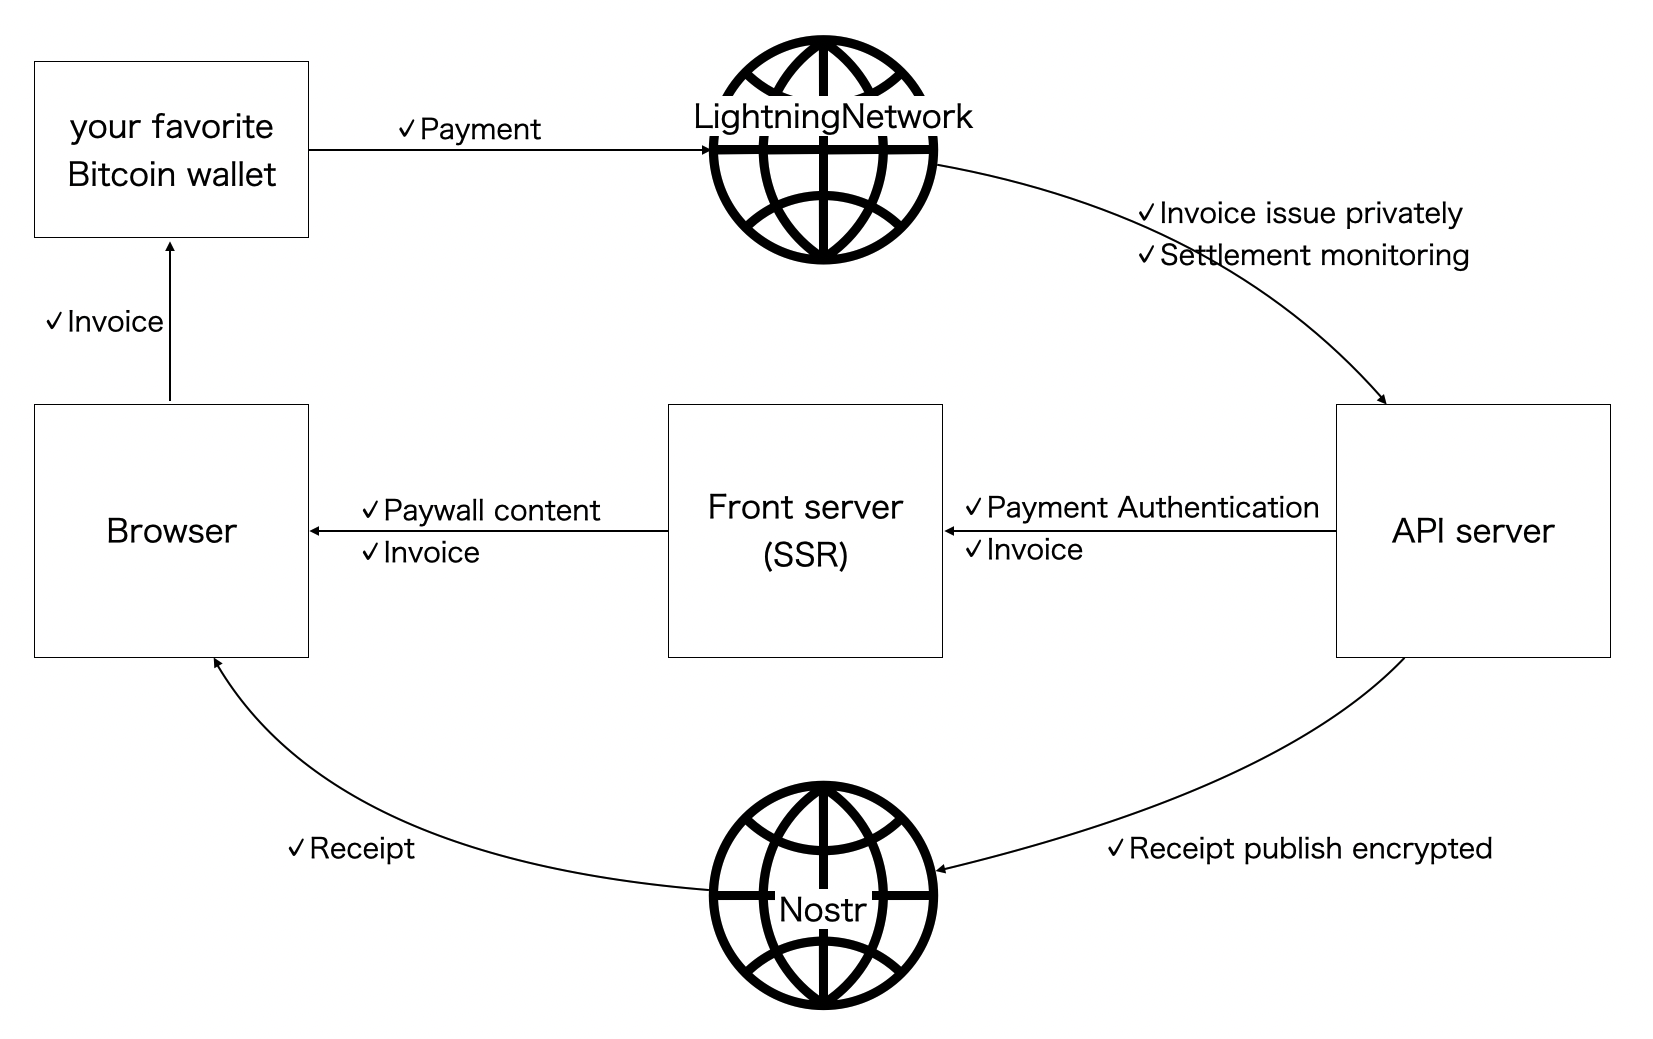 your favorite
Bitcoin wallet
✓Payment
LightningNetwork
✓Invoice issue privately
✓Settlement monitoring
✓Invoice
Browser
✓Paywall content
✓Invoice
Front server
(SSR)
✓Payment Authentication
✓Invoice
API server
✓Receipt
Nostr
✓Receipt publish encrypted